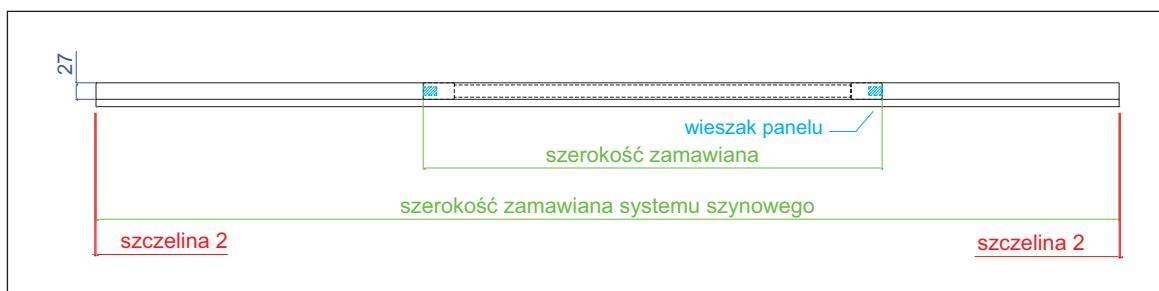 27
wieszak panelu
szerokość zamawiana
szerokość zamawiana systemu szynowego
szczelina 2
szczelina 2